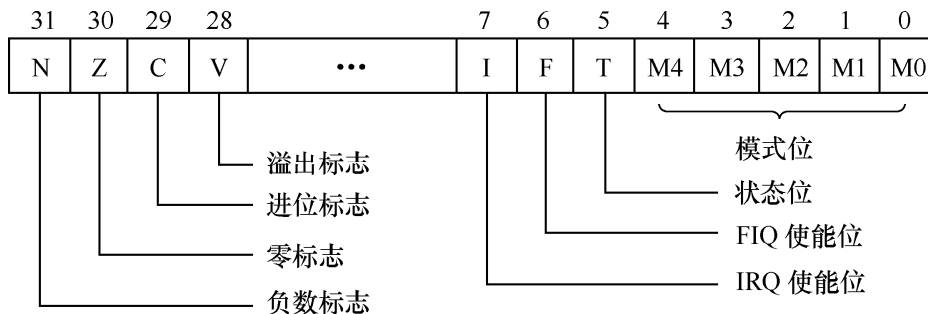 31 30 29 28 7 6 5 4 3 2 1 0
N Z C V ··· I F T M4 M3 M2 M1 M0
模式位
溢出标志
状态位
进位标志
FIQ 使能位
零标志
IRQ 使能位
负数标志